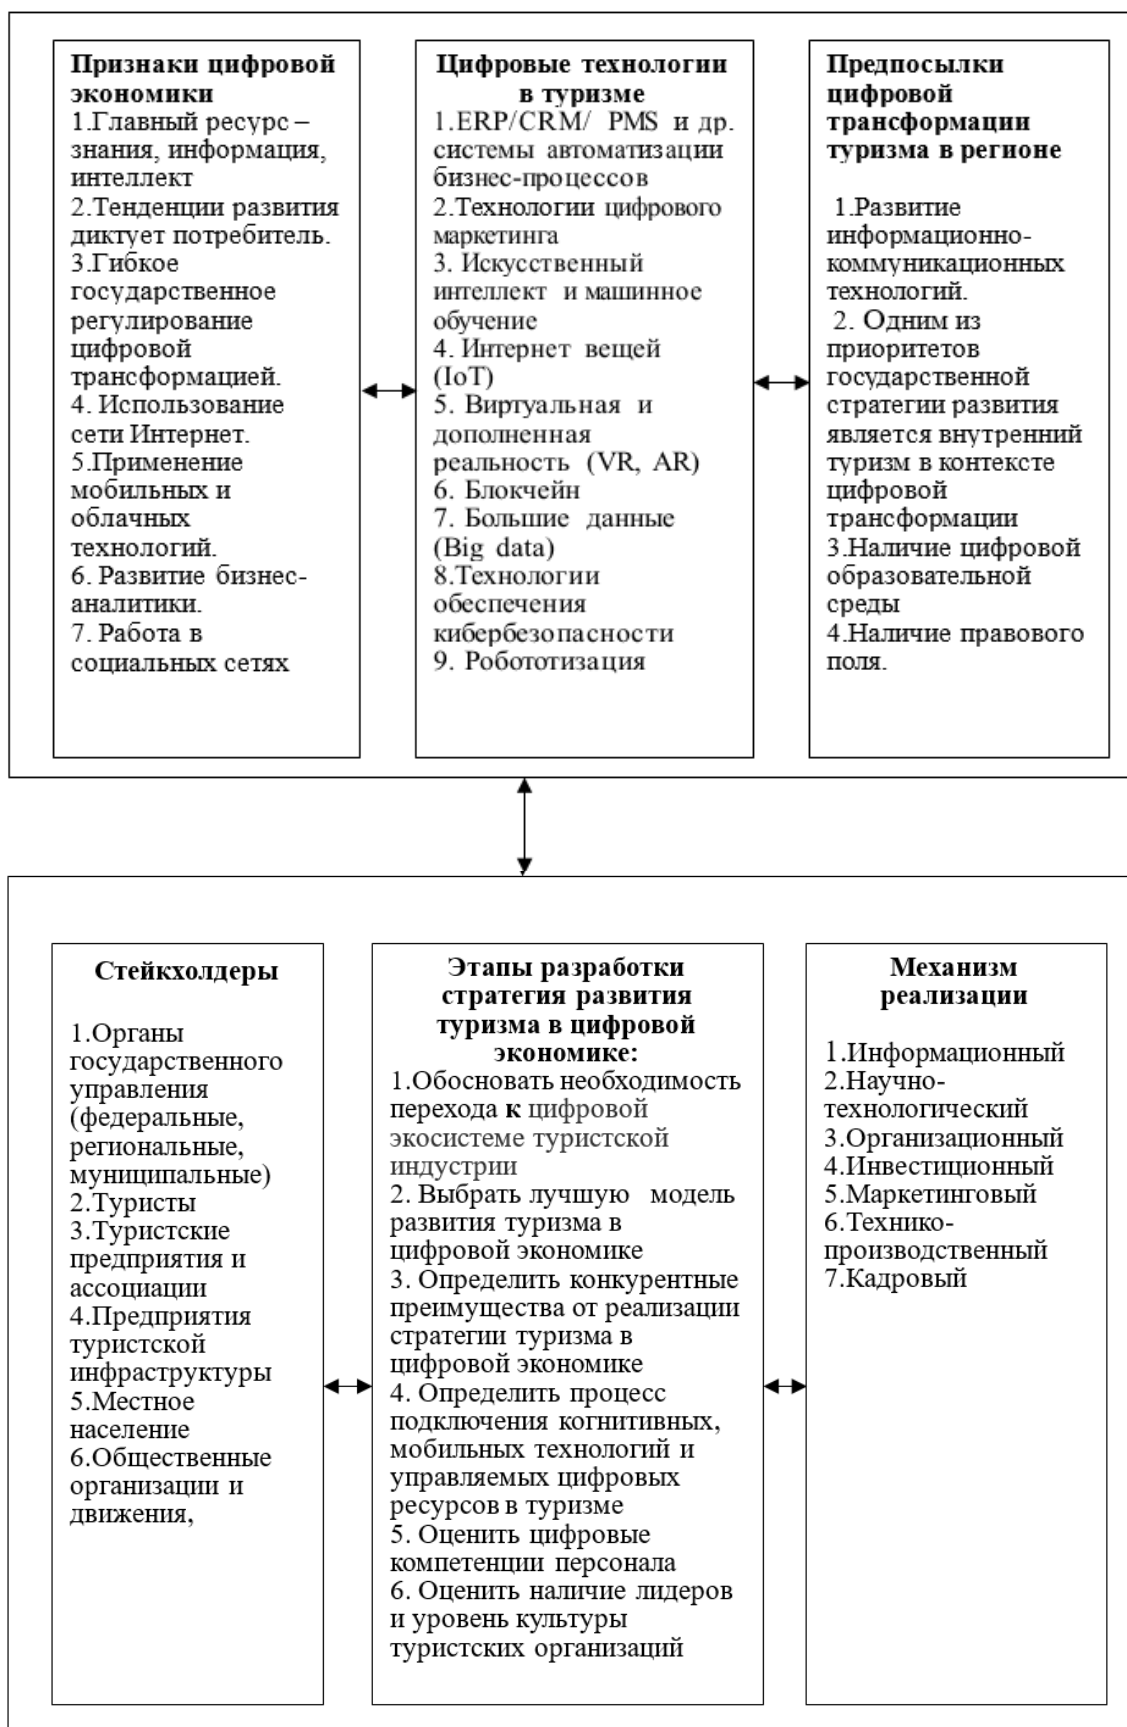 Признаки цифровой
экономики
1.Главный ресурс –
знания, информация,
интеллект
2.Тенденции развития
диктует потребитель.
3.Гибкое
государственное
регулирование
цифровой
трансформацией.
4. Использование
сети Интернет.
5.Применение
мобильных и
облачных
технологий.
6. Развитие бизнес-
аналитики.
7. Работа в
социальных сетях
Цифровые технологии
в туризме
1.ERP/CRM/ PMS и др.
системы автоматизации
бизнес-процессов
2.Технологии цифрового
маркетинга
3. Искусственный
интеллект и машинное
обучение
4. Интернет вещей
(IoT)
5. Виртуальная и
дополненная
реальность (VR, AR)
6. Блокчейн
7. Большие данные
(Big data)
8.Технологии
обеспечения
кибербезопасности
9. Робототизация
Предпосылки
цифровой
трансформации
туризма в регионе
1.Развитие
информационно-
коммуникационных
технологий.
2. Одним из
приоритетов
государственной
стратегии развития
является внутренний
туризм в контексте
цифровой
трансформации
3.Наличие цифровой
образовательной
среды
4.Наличие правового
поля.
Стейкхолдеры
1.Органы
государственного
управления
(федеральные,
региональные,
муниципальные)
2.Туристы
3.Туристские
предприятия и
ассоциации
4.Предприятия
туристской
инфраструктуры
5.Местное
население
6.Общественные
организации и
движения,
Этапы разработки
стратегия развития
туризма в цифровой
экономике:
1.Обосновать необходимость
перехода к цифровой
экосистеме туристской
индустрии
2. Выбрать лучшую модель
развития туризма в
цифровой экономике
3. Определить конкурентные
преимущества от реализации
стратегии туризма в
цифровой экономике
4. Определить процесс
подключения когнитивных,
мобильных технологий и
управляемых цифровых
ресурсов в туризме
5. Оценить цифровые
компетенции персонала
6. Оценить наличие лидеров
и уровень культуры
туристских организаций
Механизм
реализации
1.Информационный
2.Научно-
технологический
3.Организационный
4.Инвестиционный
5.Маркетинговый
6.Технико-
производственный
7.Кадровый